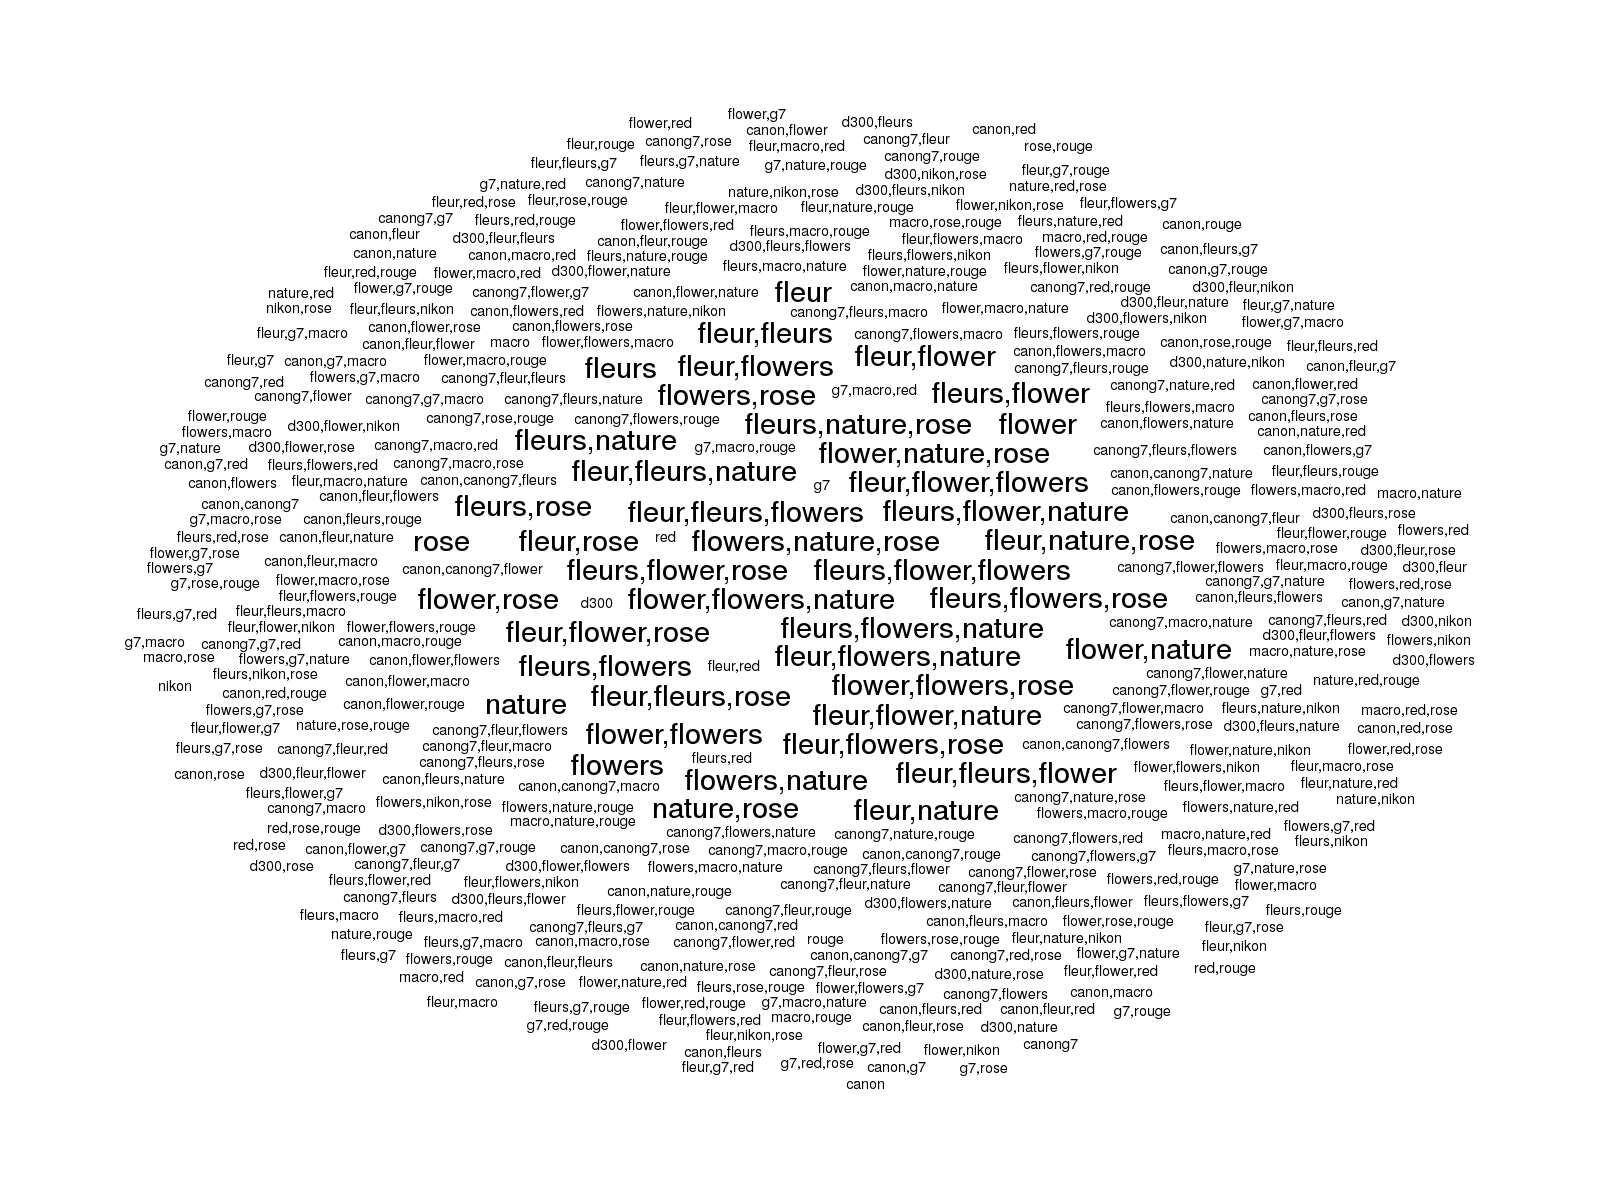 flower,g7
flower,red
d300,fleurs
canon,flower
canon,red
fleur,rouge
canong7,rose
fleur,macro,red
canong7,fleur
rose,rouge
fleur,fleurs,g7
fleurs,g7,nature
g7,nature,rouge
canong7,rouge
d300,nikon,rose
fleur,g7,rouge
g7,nature,red
canong7,nature
nature,nikon,rose
d300,fleurs,nikon
nature,red,rose
fleur,red,rose
fleur,rose,rouge
fleur,flower,macro
fleur,nature,rouge
flower,nikon,rose
fleur,flowers,g7
canong7,g7
fleurs,red,rouge
flower,flowers,red
fleurs,macro,rouge
macro,rose,rouge
fleurs,nature,red
canon,rouge
canon,fleur
d300,fleur,fleurs
canon,fleur,rouge
d300,fleurs,flowers
fleur,flowers,macro
macro,red,rouge
canon,nature
canon,macro,red
fleurs,nature,rouge
fleurs,flowers,nikon
flowers,g7,rouge
canon,fleurs,g7
fleur,red,rouge
flower,macro,red
d300,flower,nature
fleurs,macro,nature
flower,nature,rouge
fleurs,flower,nikon
canon,g7,rouge
nature,red
flower,g7,rouge
canong7,flower,g7
canon,flower,nature
fleur
canon,macro,nature
canong7,red,rouge
d300,fleur,nikon
nikon,rose
fleur,fleurs,nikon
canon,flowers,red
flowers,nature,nikon
canong7,fleurs,macro
flower,macro,nature
d300,fleur,nature
fleur,g7,nature
d300,flowers,nikon
flower,g7,macro
fleur,g7,macro
canon,flower,rose
canon,flowers,rose
fleur,fleurs
canong7,flowers,macro
fleurs,flowers,rouge
canon,fleur,flower
macro
flower,flowers,macro
canon,rose,rouge
fleur,fleurs,red
fleur,g7
canon,g7,macro
flower,macro,rouge
fleurs
fleur,flowers
fleur,flower
canon,flowers,macro
canong7,fleurs,rouge
d300,nature,nikon
canon,fleur,g7
canong7,red
flowers,g7,macro
canong7,fleur,fleurs
canong7,flower
canong7,g7,macro
canong7,fleurs,nature
flowers,rose
g7,macro,red
fleurs,flower
canong7,nature,red
canon,flower,red
canong7,g7,rose
flower,rouge
canong7,rose,rouge
canong7,flowers,rouge
fleurs,nature,rose
flower
fleurs,flowers,macro
canon,fleurs,rose
flowers,macro
d300,flower,nikon
canon,flowers,nature
canon,nature,red
g7,nature
d300,flower,rose
canong7,macro,red
fleurs,nature
g7,macro,rouge
flower,nature,rose
canong7,fleurs,flowers
canon,flowers,g7
canon,g7,red
fleurs,flowers,red
canong7,macro,rose
fleur,fleurs,nature
canon,canong7,nature
fleur,fleurs,rouge
canon,flowers
fleur,macro,nature
canon,canong7,fleurs
g7
fleur,flower,flowers
canon,flowers,rouge
flowers,macro,red
macro,nature
canon,canong7
canon,fleur,flowers
fleurs,rose
fleur,fleurs,flowers
fleurs,flower,nature
canon,canong7,fleur
d300,fleurs,rose
g7,macro,rose
canon,fleurs,rouge
fleurs,red,rose
canon,fleur,nature
rose
fleur,rose
red
flowers,nature,rose
fleur,nature,rose
fleur,flower,rouge
flowers,red
flower,g7,rose
canon,fleur,macro
flowers,macro,rose
d300,fleur,rose
flowers,g7
canon,canong7,flower
fleurs,flower,rose
fleurs,flower,flowers
canong7,flower,flowers
fleur,macro,rouge
d300,fleur
g7,rose,rouge
flower,macro,rose
canong7,g7,nature
flowers,red,rose
fleur,flowers,rouge
flower,rose
d300
flower,flowers,nature
fleurs,flowers,rose
canon,fleurs,flowers
canon,g7,nature
fleurs,g7,red
fleur,fleurs,macro
fleur,flower,nikon
flower,flowers,rouge
fleur,flower,rose
fleurs,flowers,nature
canong7,macro,nature
canong7,fleurs,red
d300,nikon
g7,macro
canong7,g7,red
canon,macro,rouge
d300,fleur,flowers
flowers,nikon
macro,rose
flowers,g7,nature
canon,flower,flowers
fleurs,flowers
fleur,red
fleur,flowers,nature
flower,nature
macro,nature,rose
d300,flowers
fleurs,nikon,rose
nikon
canon,red,rouge
canon,flower,macro
flower,flowers,rose
canong7,flower,nature
canong7,flower,rouge
g7,red
nature,red,rouge
flowers,g7,rose
canon,flower,rouge
nature
fleur,fleurs,rose
fleur,flower,nature
canong7,flower,macro
fleurs,nature,nikon
macro,red,rose
fleur,flower,g7
nature,rose,rouge
canong7,fleur,flowers
flower,flowers
canong7,flowers,rose
d300,fleurs,nature
canon,red,rose
fleurs,g7,rose
canong7,fleur,red
canong7,fleur,macro
fleur,flowers,rose
canon,canong7,flowers
flower,nature,nikon
flower,red,rose
canong7,fleurs,rose
flowers
fleurs,red
canon,rose
d300,fleur,flower
canon,fleurs,nature
flowers,nature
fleur,fleurs,flower
flower,flowers,nikon
fleur,macro,rose
canon,canong7,macro
fleurs,flower,macro
fleur,nature,red
fleurs,flower,g7
canong7,macro
flowers,nikon,rose
flowers,nature,rouge
nature,rose
fleur,nature
canong7,nature,rose
flowers,macro,rouge
flowers,nature,red
nature,nikon
macro,nature,rouge
red,rose,rouge
d300,flowers,rose
canong7,flowers,nature
canong7,nature,rouge
canong7,flowers,red
macro,nature,red
flowers,g7,red
fleurs,nikon
red,rose
canon,flower,g7
canong7,g7,rouge
canon,canong7,rose
canong7,macro,rouge
canon,canong7,rouge
canong7,flowers,g7
fleurs,macro,rose
d300,rose
canong7,fleur,g7
d300,flower,flowers
flowers,macro,nature
canong7,fleurs,flower
canong7,flower,rose
g7,nature,rose
fleurs,flower,red
fleur,flowers,nikon
canon,nature,rouge
canong7,fleur,nature
canong7,fleur,flower
flowers,red,rouge
flower,macro
canong7,fleurs
d300,fleurs,flower
fleurs,flower,rouge
canong7,fleur,rouge
d300,flowers,nature
canon,fleurs,flower
fleurs,flowers,g7
fleurs,rouge
fleurs,macro
fleurs,macro,red
canong7,fleurs,g7
canon,canong7,red
canon,fleurs,macro
flower,rose,rouge
fleur,g7,rose
nature,rouge
fleurs,g7,macro
canon,macro,rose
canong7,flower,red
rouge
flowers,rose,rouge
fleur,nature,nikon
fleur,nikon
fleurs,g7
flowers,rouge
canon,fleur,fleurs
canon,nature,rose
canon,canong7,g7
canong7,red,rose
flower,g7,nature
macro,red
canon,g7,rose
flower,nature,red
canong7,fleur,rose
d300,nature,rose
fleur,flower,red
red,rouge
fleurs,rose,rouge
flower,flowers,g7
canong7,flowers
canon,macro
fleur,macro
fleurs,g7,rouge
flower,red,rouge
g7,macro,nature
canon,fleurs,red
canon,fleur,red
g7,rouge
g7,red,rouge
fleur,flowers,red
macro,rouge
canon,fleur,rose
d300,nature
fleur,nikon,rose
d300,flower
canon,fleurs
flower,g7,red
flower,nikon
canong7
fleur,g7,red
g7,red,rose
canon,g7
g7,rose
canon